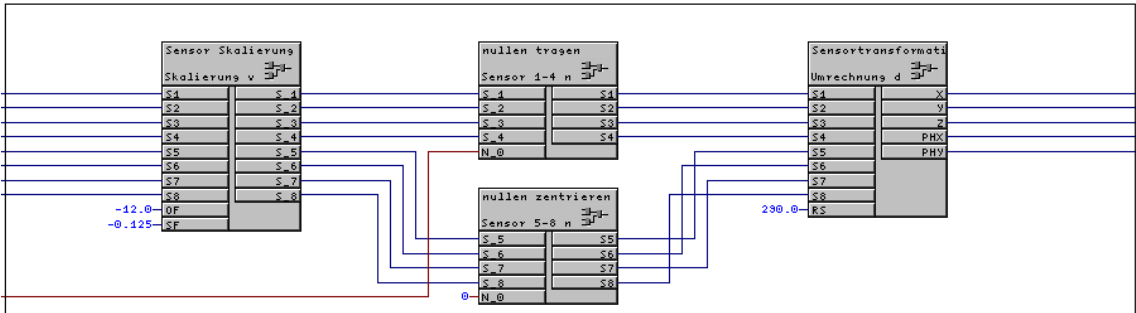 Sensor Skalierung
Skalierung v
S1 S_1
S2 S_2
S3 S_3
S4 S_4
S5 S_5
S6 S_6
S7 S_7
S8 S_8
-12.0 OF
-0.125 SF
nullen tragen
Sensor 1-4 n
S_1 S1
S_2 S2
S_3 S3
S_4 S4
N_0
nullen zentrieren
Sensor 5-8 n
S_5 S5
S_6 S6
S_7 S7
S_8 S8
0 N_0
Sensortransformati
Umrechnung d
S1 X
S2 Y
S3 Z
S4 PHX
S5 PHY
S6
S7
S8
290.0 RS